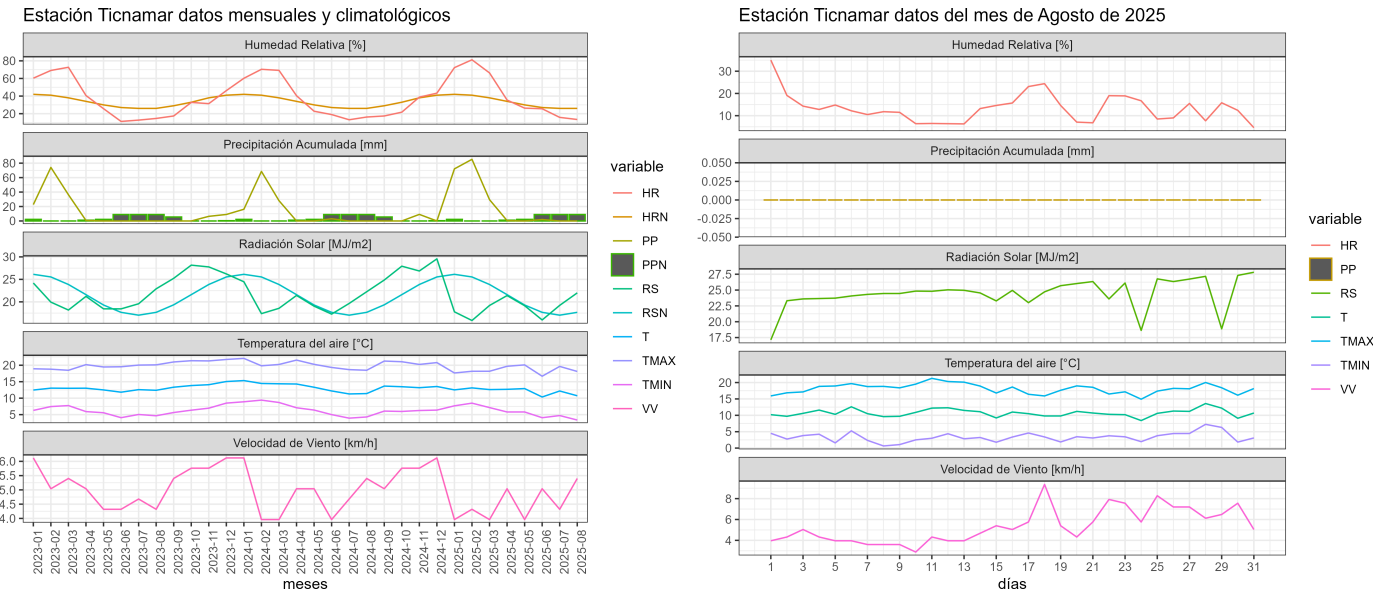 Estación Ticnamar datos mensuales y climatológicos
Humedad Relativa [%]
80
60
40
20
Precipitación Acumulada [mm]
80
60
40
20
0
Radiación Solar [MJ/m2]
30
25
20
Temperatura del aire [°C]
20
15
10
5
Velocidad de Viento [km/h]
6.0
5.5
5.0
4.5
4.0
2023-01
2023-02
2023-03
2023-04
2023-05
2023-06
2023-07
2023-08
2023-09
2023-10
2023-11
2023-12
2024-01
2024-02
2024-03
2024-04
2024-05
2024-06
2024-07
2024-08
2024-09
2024-10
2024-11
2024-12
2025-01
2025-02
2025-03
2025-04
2025-05
2025-06
2025-07
2025-08
meses
variable
HR
HRN
PP
PPN
RS
RSN
T
TMAX
TMIN
VV
Estación Ticnamar datos del mes de Agosto de 2025
Humedad Relativa [%]
30
20
10
Precipitación Acumulada [mm]
0.050
0.025
0.000
-0.025
-0.050
Radiación Solar [MJ/m2]
27.5
25.0
22.5
20.0
17.5
Temperatura del aire [°C]
20
15
10
5
0
Velocidad de Viento [km/h]
8
6
4
1 3 5 7 9 11 13 15 17 19 21 23 25 27 29 31
días
variable
HR
PP
RS
T
TMAX
TMIN
VV